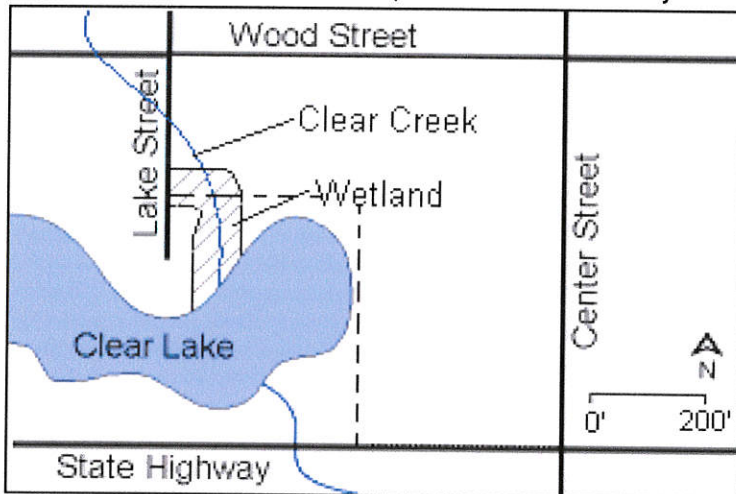 Wood Street
Lake Street
Clear Creek
Wetland
Center Street
Clear Lake
N
0' 200'
State Highway